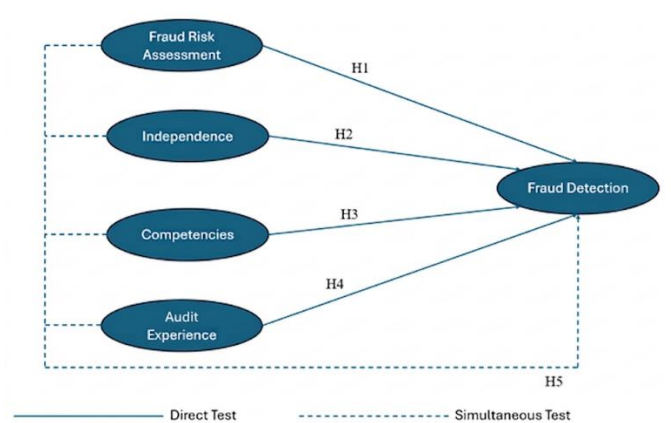 Fraud Risk
Assessment
H1
Independence
H2
Fraud Detection
Competencies
H3
H4
Audit
Experience
H5
Direct Test
Simultaneous Test